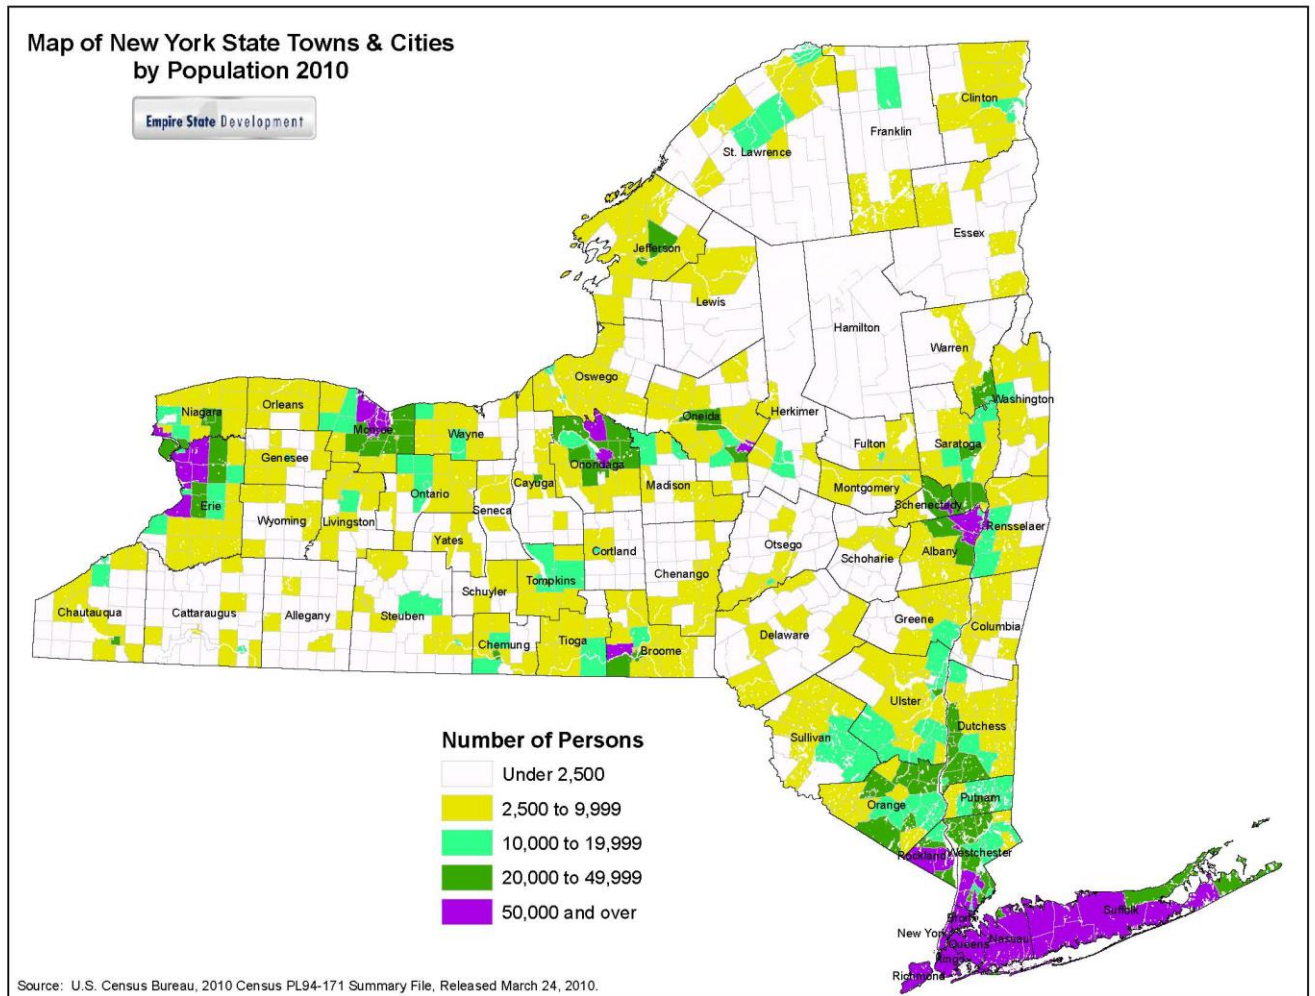 Map of New York State Towns & Cities
by Population 2010
Empire State Development
Clinton
Franklin
St. Lawrence
Essex
Jefferson
Lewis
Hamilton
Warren
Oswego
Washington
Niagara
Orleans
Monroe
Wayne
Oneida
Herkimer
Fulton
Saratoga
Genesee
Onondaga
Ontario
Cayuga
Madison
Montgomery
Schenectady
Erie
Wyoming
Livingston
Seneca
Rensselaer
Yates
Cortland
Otsego
Schoharie
Albany
Tompkins
Chenango
Schuyler
Chautauqua
Cattaraugus
Allegany
Steuben
Greene
Columbia
Chemung
Tioga
Broome
Delaware
Ulster
Dutchess
Sullivan
Number of Persons
Under 2,500
2,500 to 9,999
10,000 to 19,999
20,000 to 49,999
50,000 and over
Orange
Putnam
Rockland
Westchester
Bronx
Suffolk
New York
Nassau
Queens
Kings
Richmond
Source: U.S. Census Bureau, 2010 Census PL94-171 Summary File, Released March 24, 2010.